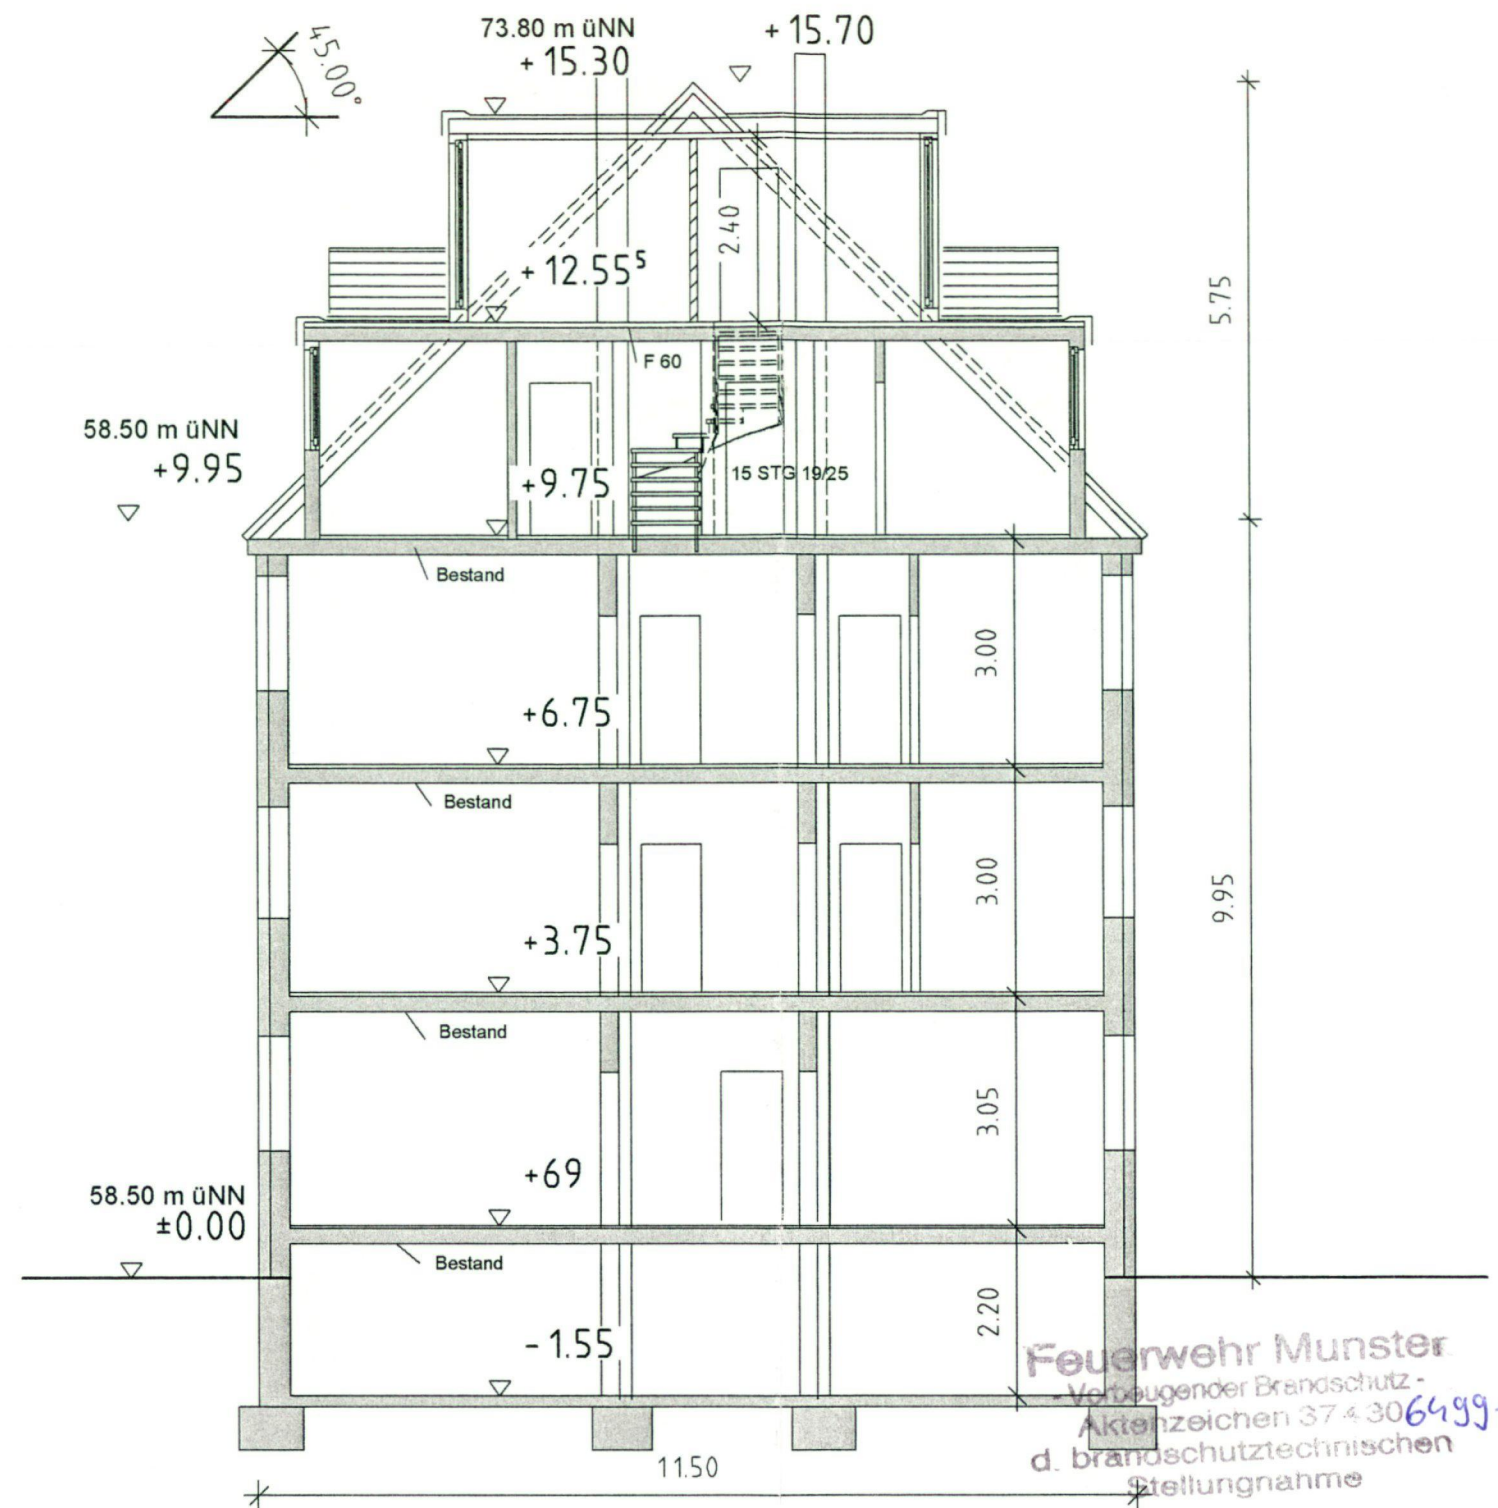 45.00°
73.80 m üNN
+ 15.30
+ 15.70
2.40
+ 12.55⁵
5.75
F 60
58.50 m üNN
+9.95
+9.75
15 STG 19/25
Bestand
3.00
+6.75
Bestand
3.00
+3.75
9.95
Bestand
3.05
+69
58.50 m üNN
±0.00
Bestand
2.20
- 1.55
Feuerwehr Münster
- Vorbeugender Brandschutz -
Aktenzeichen 37 430 6499
d. brandschutztechnischen
Stellungnahme
11.50